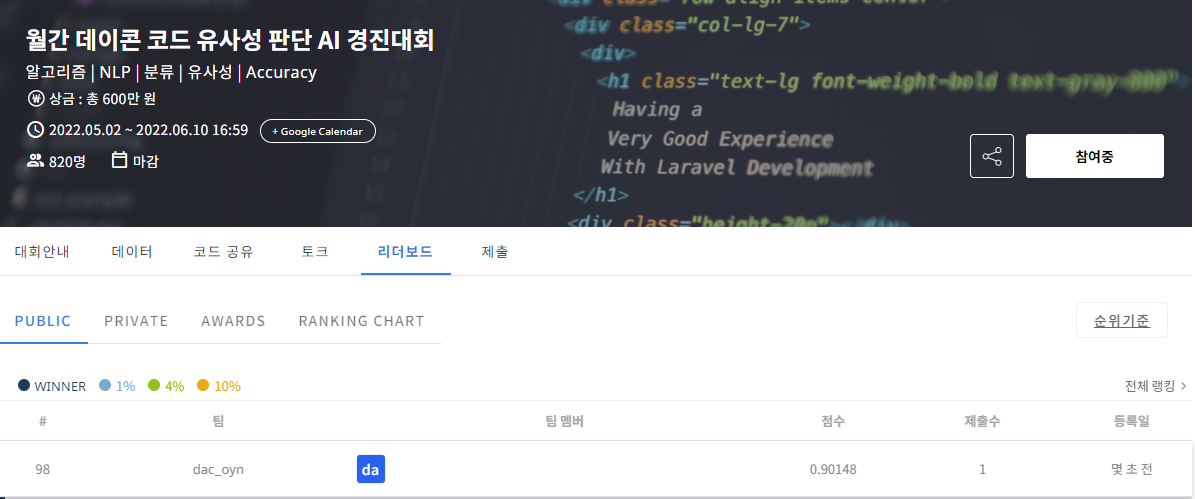 월간 데이콘 코드 유사성 판단 AI 경진대회
알고리즘 | NLP | 분류 | 유사성 | Accuracy
상금 : 총 600만 원
2022.05.02 ~ 2022.06.10 16:59 + Google Calendar
820명 마감
<div class="col-lg-7">
<div>
<h1 class="text-lg font-weight-bold text-gray-000"
Having a
Very Good Experience
With Laravel Development
</h1>
<div class="height-20n"></div>
참여중
대회안내 데이터 코드 공유 토크 리더보드 제출
PUBLIC PRIVATE AWARDS RANKING CHART 순위기준
WINNER 1% 4% 10% 전체 랭킹 >
# 팀 팀 멤버 점수 제출수 등록일
98 dac_oyn da 0.90148 1 몇 초 전